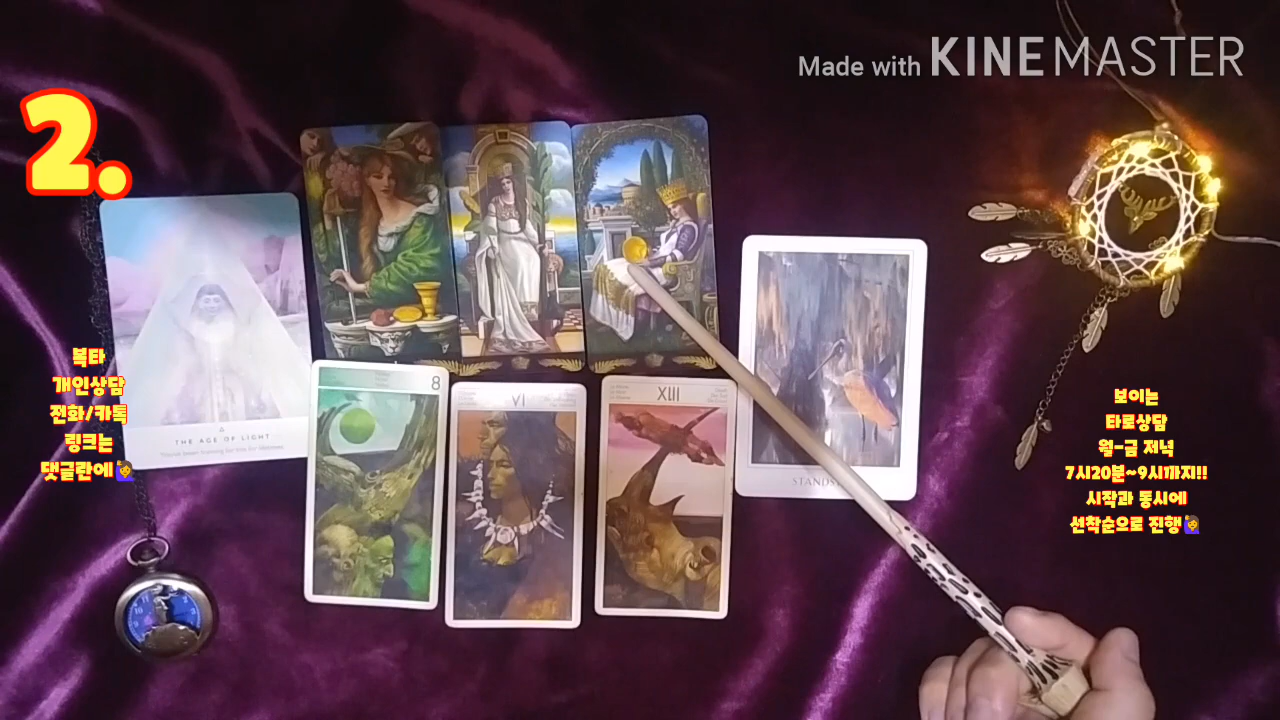 Made with KINEMASTER
2.
복타
개인상담
전화/카톡
링크는
댓글란에🙋‍♀️
보이는
타로상담
월-금 저녁
7시20분~9시까지!!
시작과 동시에
선착순으로 진행🙋‍♀️
THE AGE OF LIGHT
8
VI
XIII